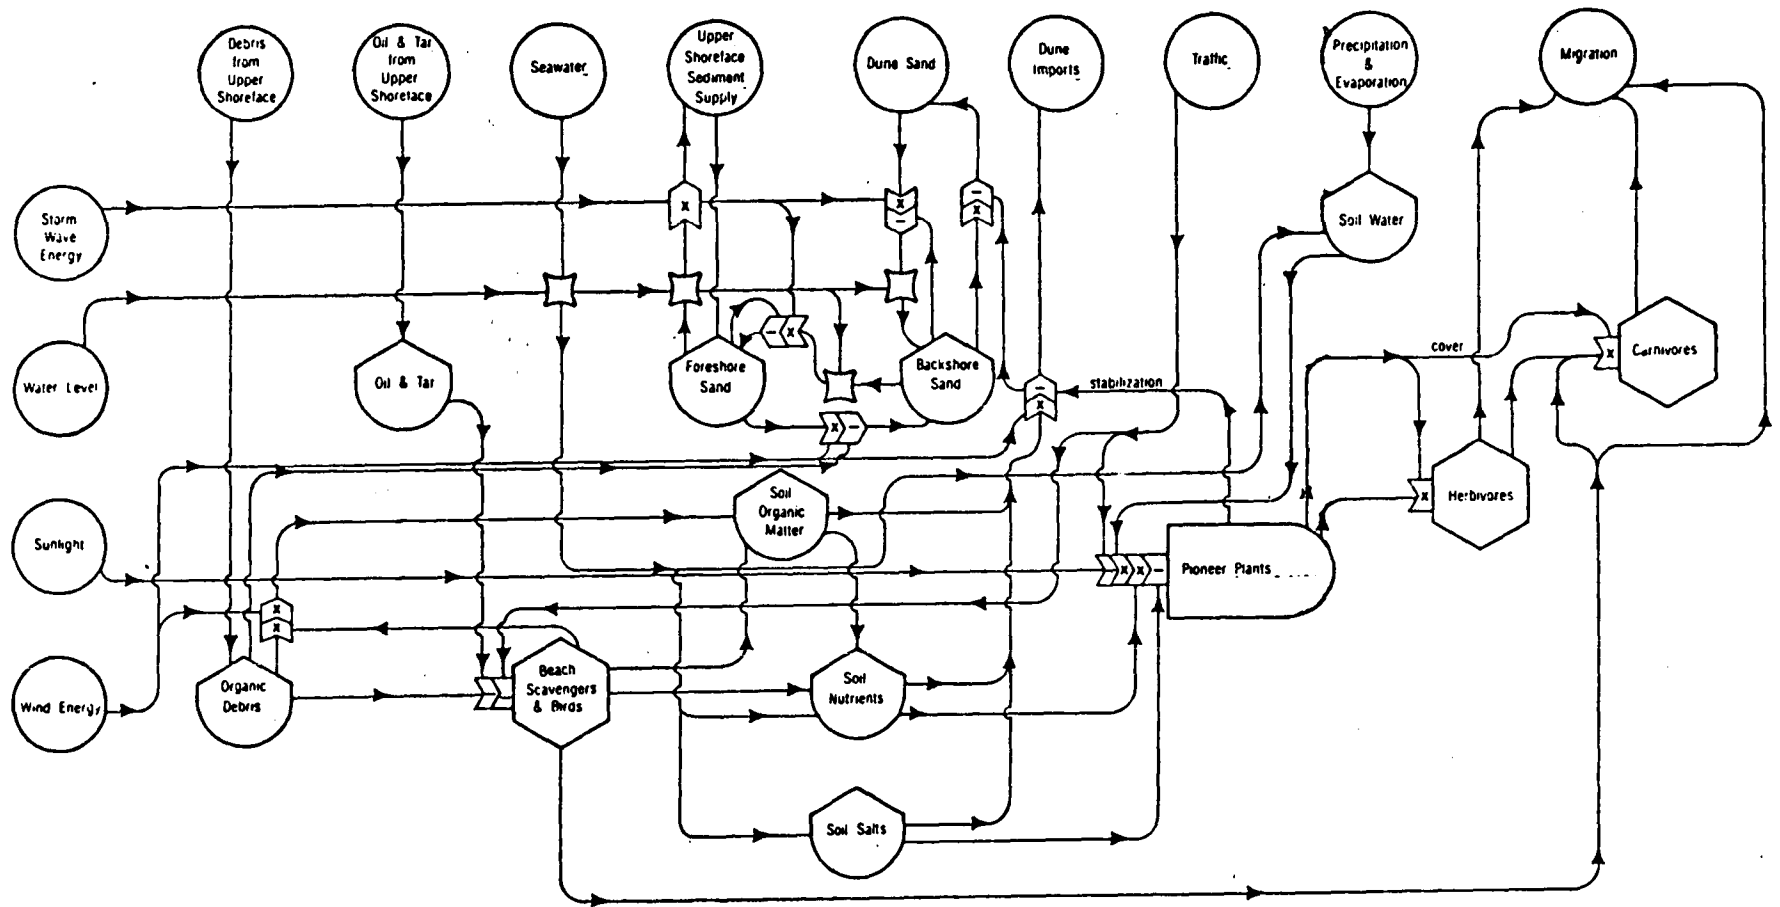 Debris
from
Upper
Shoreface
Oil & Tar
from
Upper
Shoreface
Seawater
Upper
Shoreface
Sediment
Supply
Dune Sand
Dune
Imports
Traffic
Precipitation
&
Evaporation
Migration
Storm
Wave
Energy
x
x
-
-
x
Soil Water
Water Level
Oil & Tar
Foreshore
Sand
- x
Backshore
Sand
-
x
stabilization
cover
x
Carnivores
x -
Sunlight
Soil
Organic
Matter
x
Herbivores
x x -
Pioneer Plants
x
x
Wind Energy
Organic
Debris
Beach
Scavengers
& Birds
Soil
Nutrients
Soil Salts